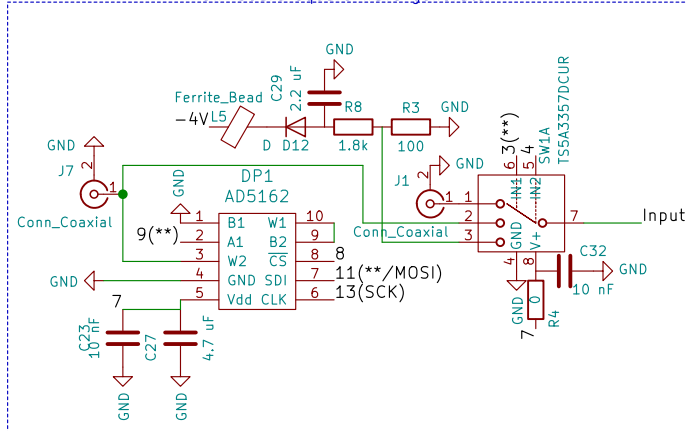 GND
C29
2.2 uF
Ferrite_Bead
-4V
L5
D
D12
R8
1.8k
R3
100
GND
3(**)
4
SW1A
TS5A3357DCUR
GND
2
J7
1
Conn_Coaxial
GND
DP1
AD5162
J1
2
GND
1
Conn_Coaxial
6
5
IN1
IN2
1
2
3
7
Input
GND
V+
4
8
1
B1
W1
10
9(**)
2
A1
B2
9
3
W2
CS
8
8
GND
4
GND
SDI
7
11(**/MOSI)
5
Vdd
CLK
6
13(SCK)
C32
10 nF
GND
GND
0
R4
7
7
C23
10 nF
C27
4.7 uF
GND
GND